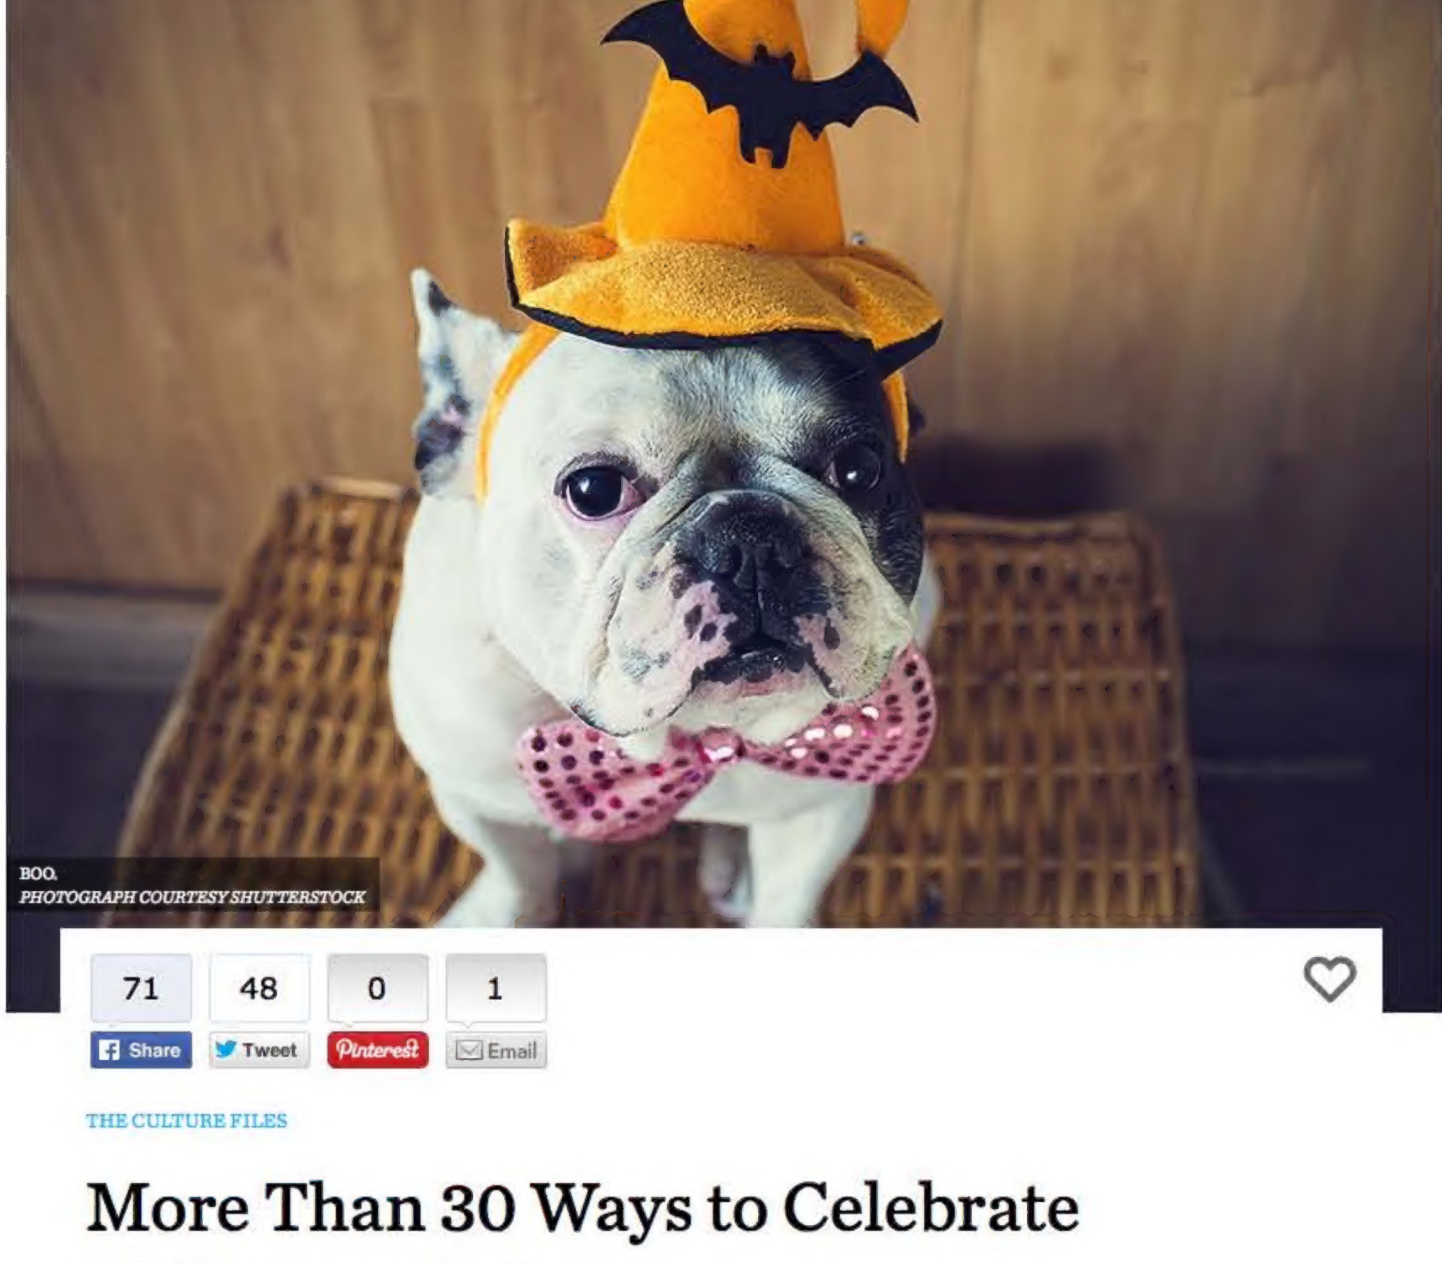 BOO.
PHOTOGRAPH COURTESY SHUTTERSTOCK
71 48 0 1
Share Tweet Pinterest Email
THE CULTURE FILES
More Than 30 Ways to Celebrate